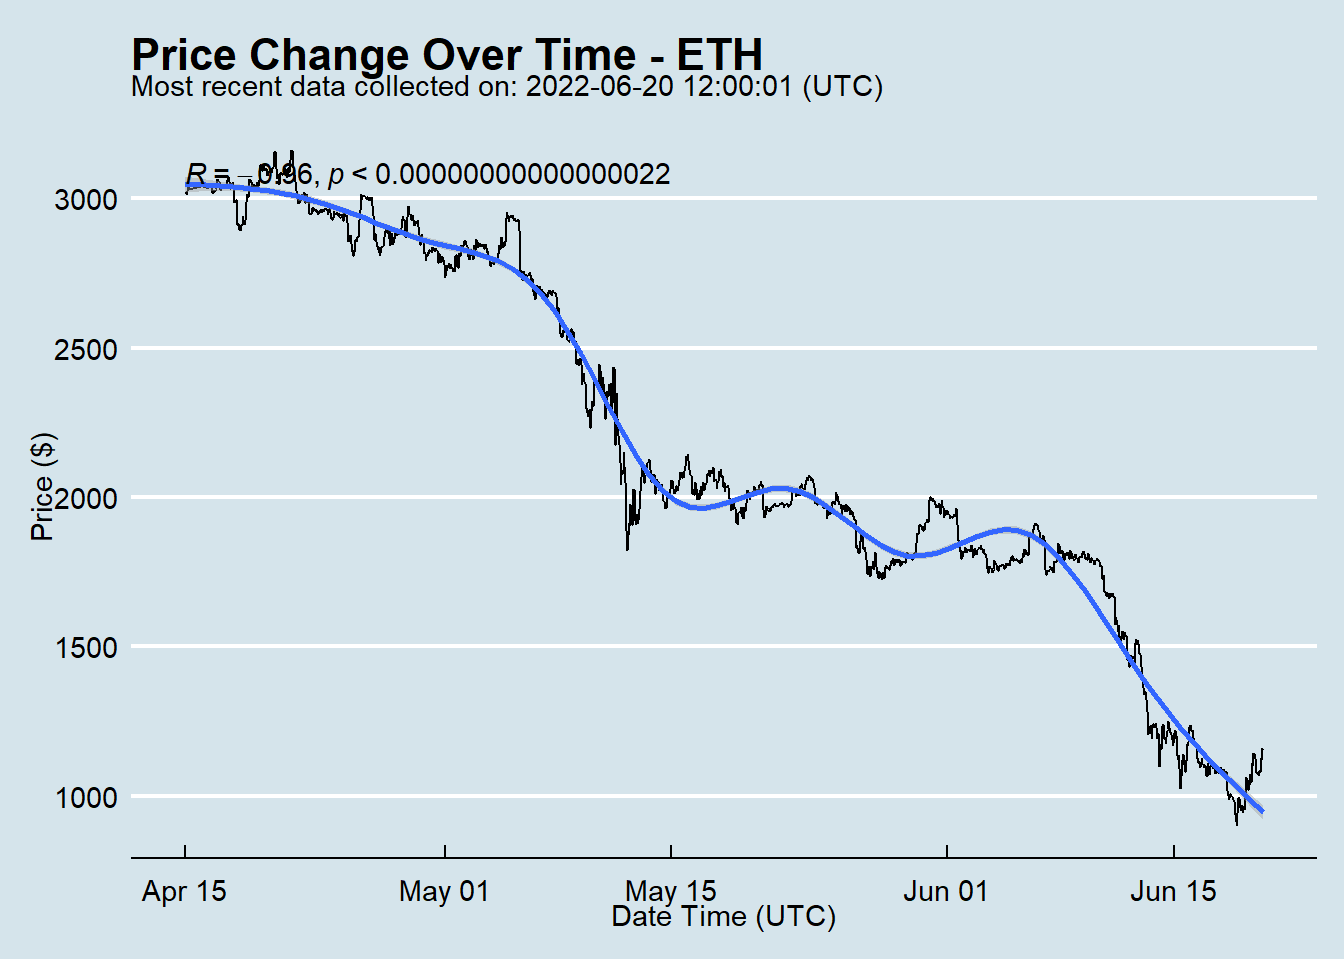 Price Change Over Time - ETH
Most recent data collected on: 2022-06-20 12:00:01 (UTC)
R = −0.96, p < 0.00000000000000022
3000
2500
2000
1500
1000
Price ($)
Apr 15 May 01 May 15 Jun 01 Jun 15
Date Time (UTC)